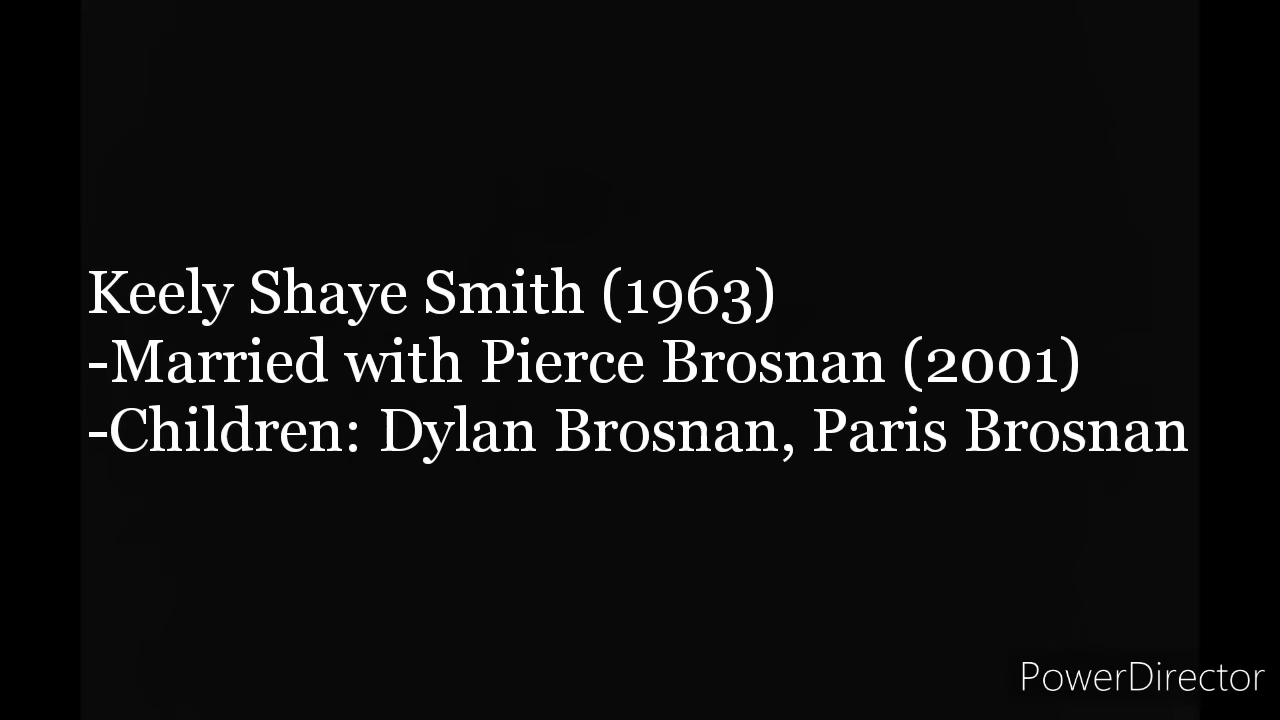 Keely Shaye Smith (1963)
-Married with Pierce Brosnan (2001)
-Children: Dylan Brosnan, Paris Brosnan
PowerDirector